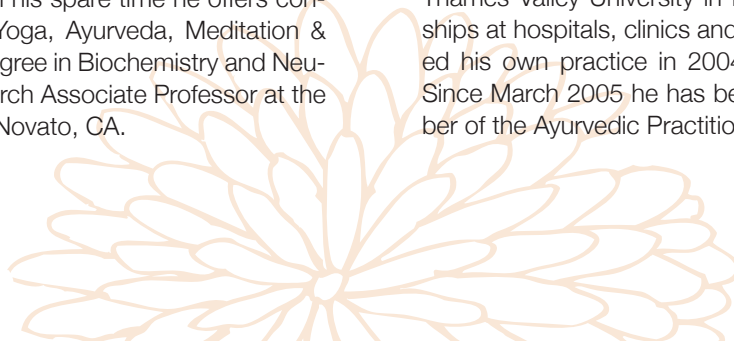 his spare time he offers con-
Yoga, Ayurveda, Meditation &
gree in Biochemistry and Neu-
rch Associate Professor at the
Novato, CA.
Thames Valley University in
ships at hospitals, clinics and
ed his own practice in 2004
Since March 2005 he has be
ber of the Ayurvedic Practitio